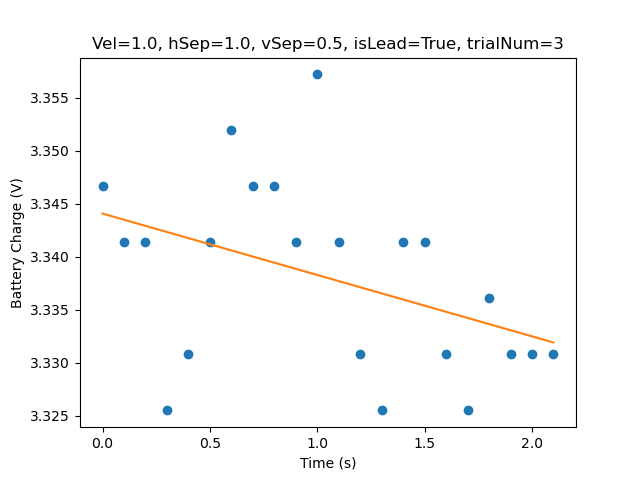 Vel=1.0, hSep=1.0, vSep=0.5, isLead=True, trialNum=3
Battery Charge (V)
3.355
3.350
3.345
3.340
3.335
3.330
3.325
0.0 0.5 1.0 1.5 2.0
Time (s)